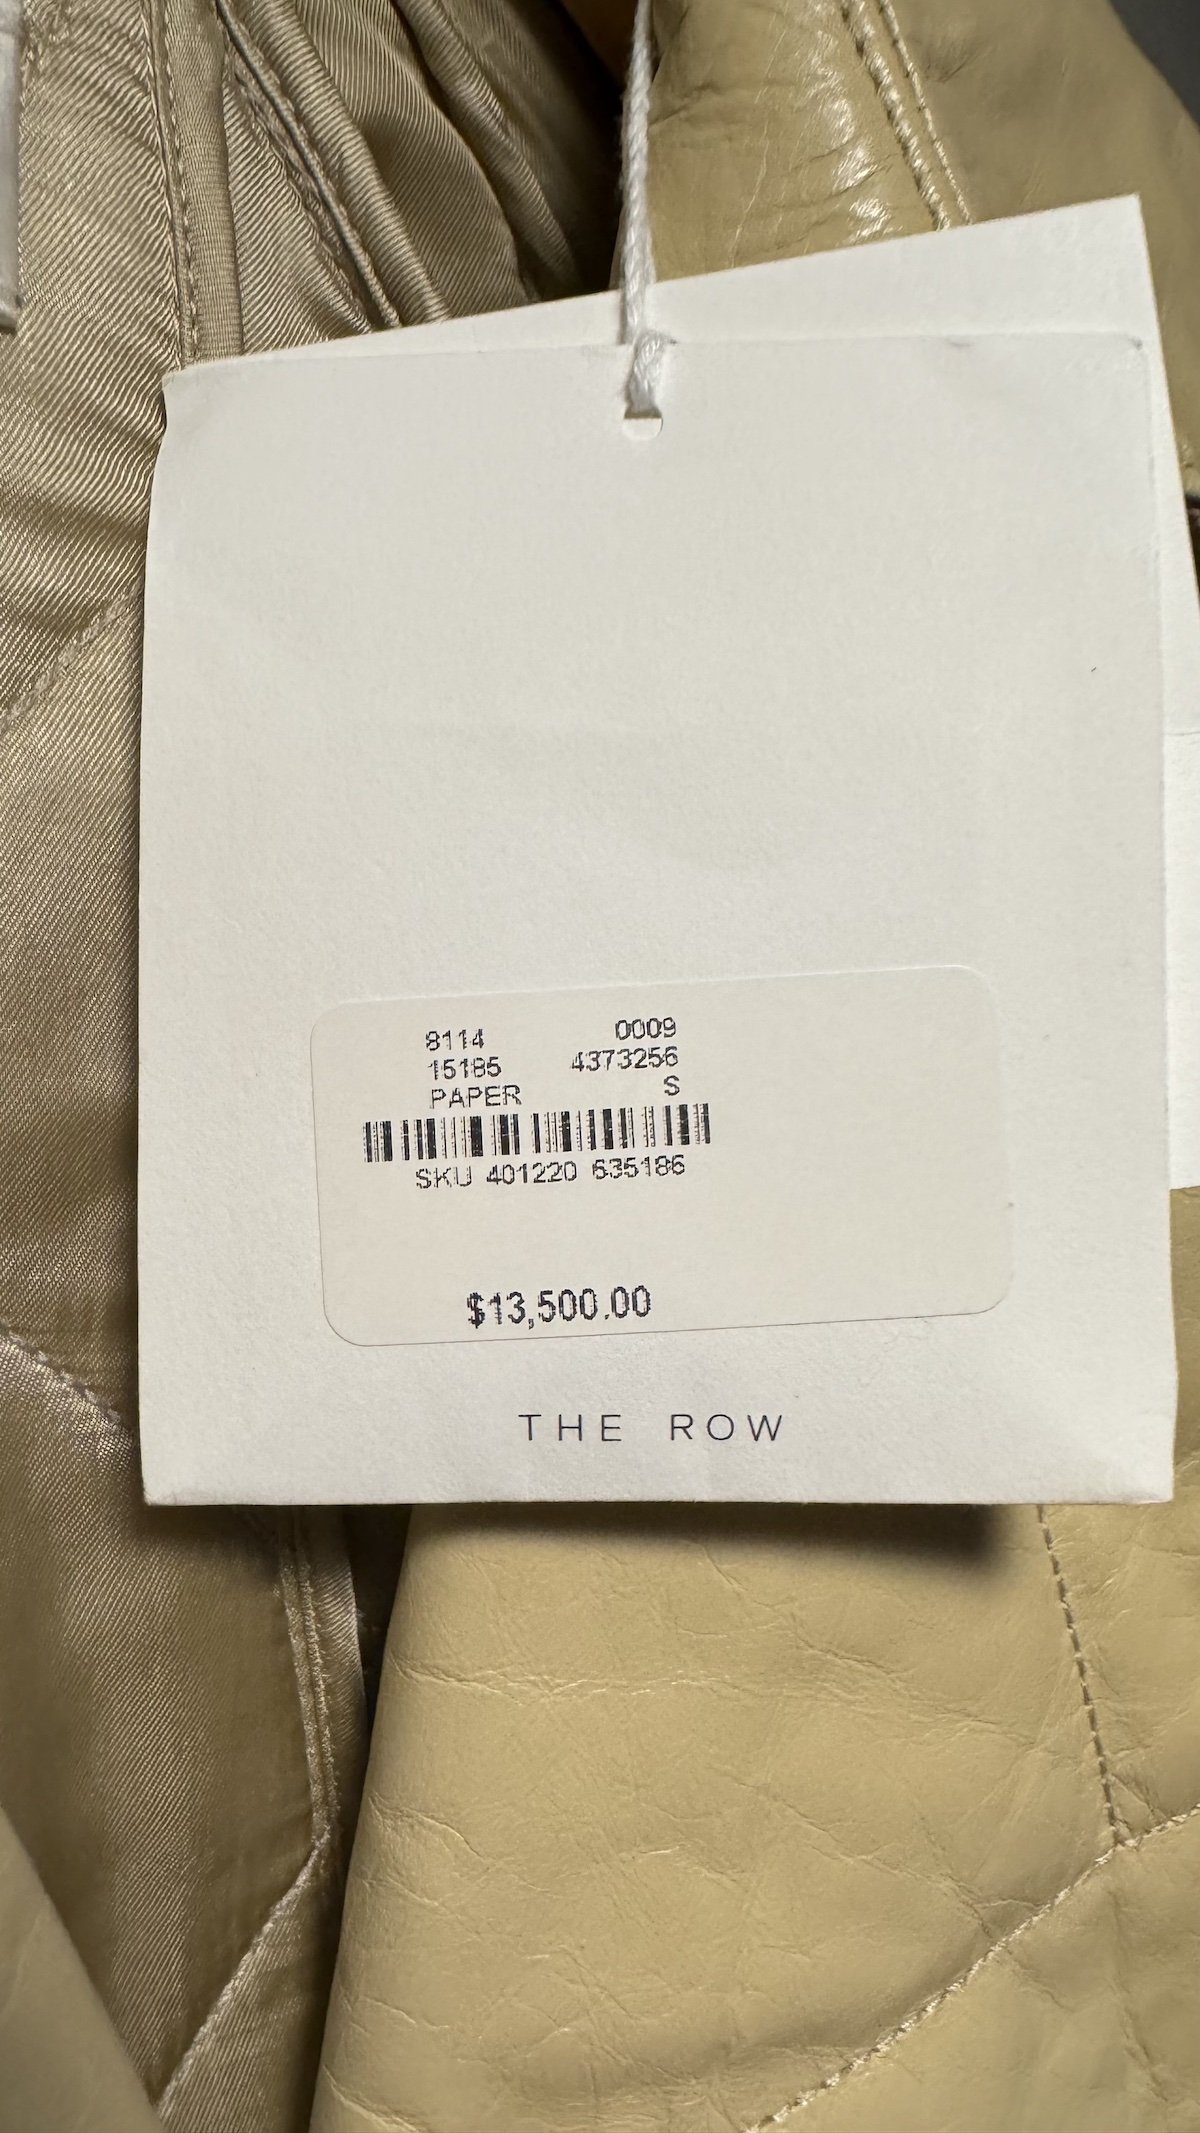 8114 0009
15185 4373256
PAPER S
SKU 401220 635186
$13,500.00
THE ROW